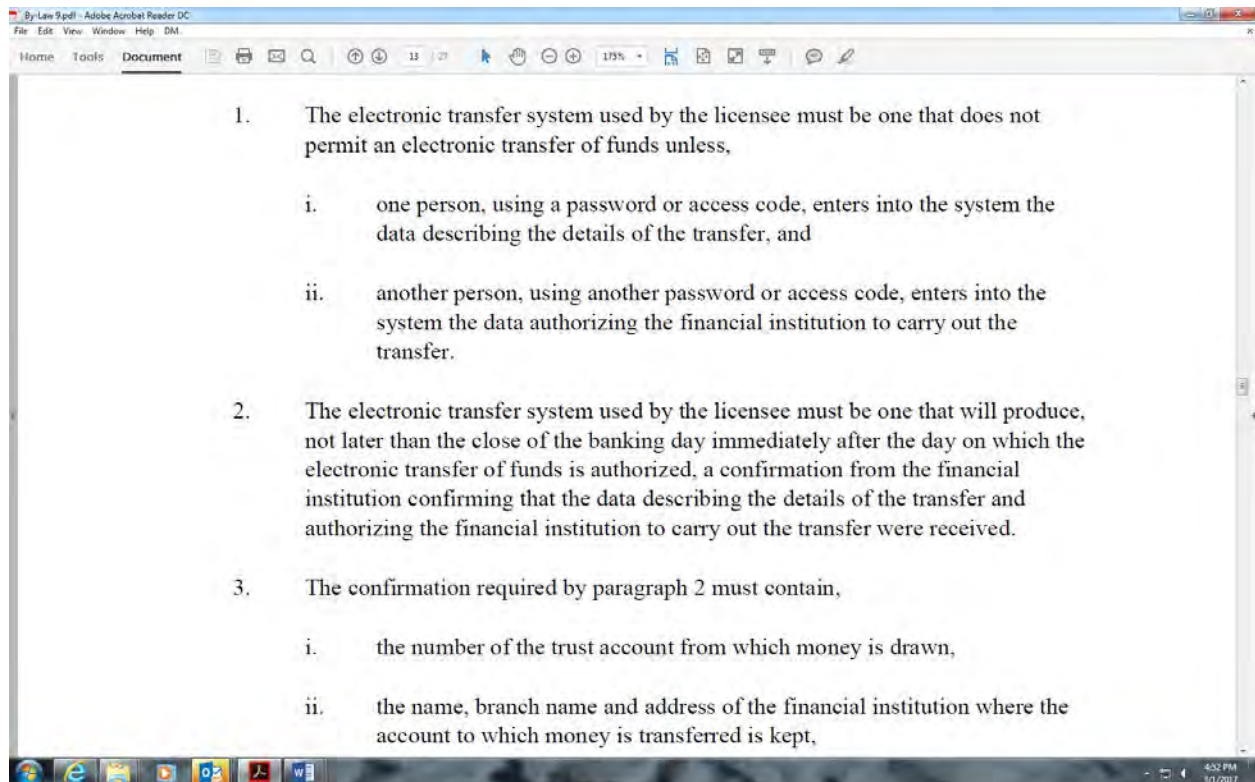 By-Law 9.pdf - Adobe Acrobat Reader DC
File Edit View Window Help DM
Home Tools Document 13 / 27 175%
1. The electronic transfer system used by the licensee must be one that does not
permit an electronic transfer of funds unless,
i. one person, using a password or access code, enters into the system the
data describing the details of the transfer, and
ii. another person, using another password or access code, enters into the
system the data authorizing the financial institution to carry out the
transfer.
2. The electronic transfer system used by the licensee must be one that will produce,
not later than the close of the banking day immediately after the day on which the
electronic transfer of funds is authorized, a confirmation from the financial
institution confirming that the data describing the details of the transfer and
authorizing the financial institution to carry out the transfer were received.
3. The confirmation required by paragraph 2 must contain,
i. the number of the trust account from which money is drawn,
ii. the name, branch name and address of the financial institution where the
account to which money is transferred is kept,
4:52 PM